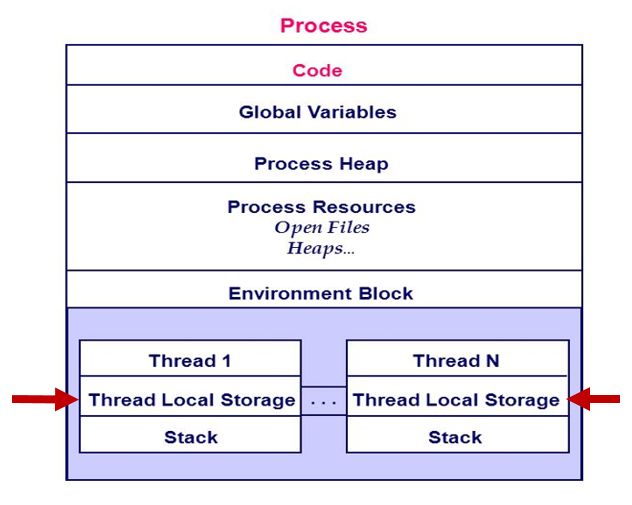 Process
Code
Global Variables
Process Heap
Process Resources
Open Files
Heaps...
Environment Block
Thread 1
Thread N
Thread Local Storage
. . .
Thread Local Storage
Stack
Stack